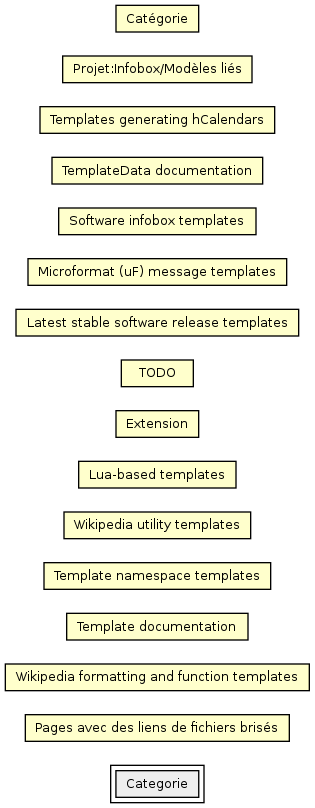 Catégorie
Projet:Infobox/Modèles liés
Templates generating hCalendars
TemplateData documentation
Software infobox templates
Microformat (uF) message templates
Latest stable software release templates
TODO
Extension
Lua-based templates
Wikipedia utility templates
Template namespace templates
Template documentation
Wikipedia formatting and function templates
Pages avec des liens de fichiers brisés
Categorie